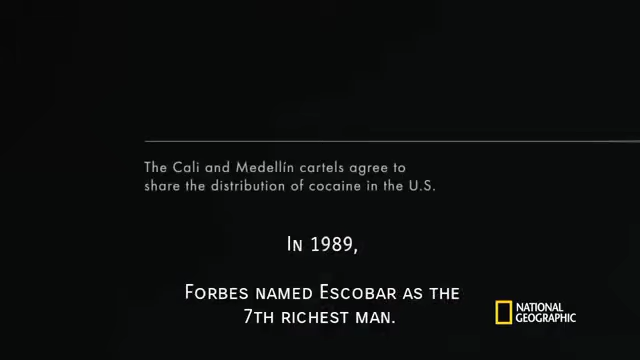 The Cali and Medellín cartels agree to
share the distribution of cocaine in the U.S.
In 1989,
Forbes named Escobar as the
7th richest man.
NATIONAL
GEOGRAPHIC